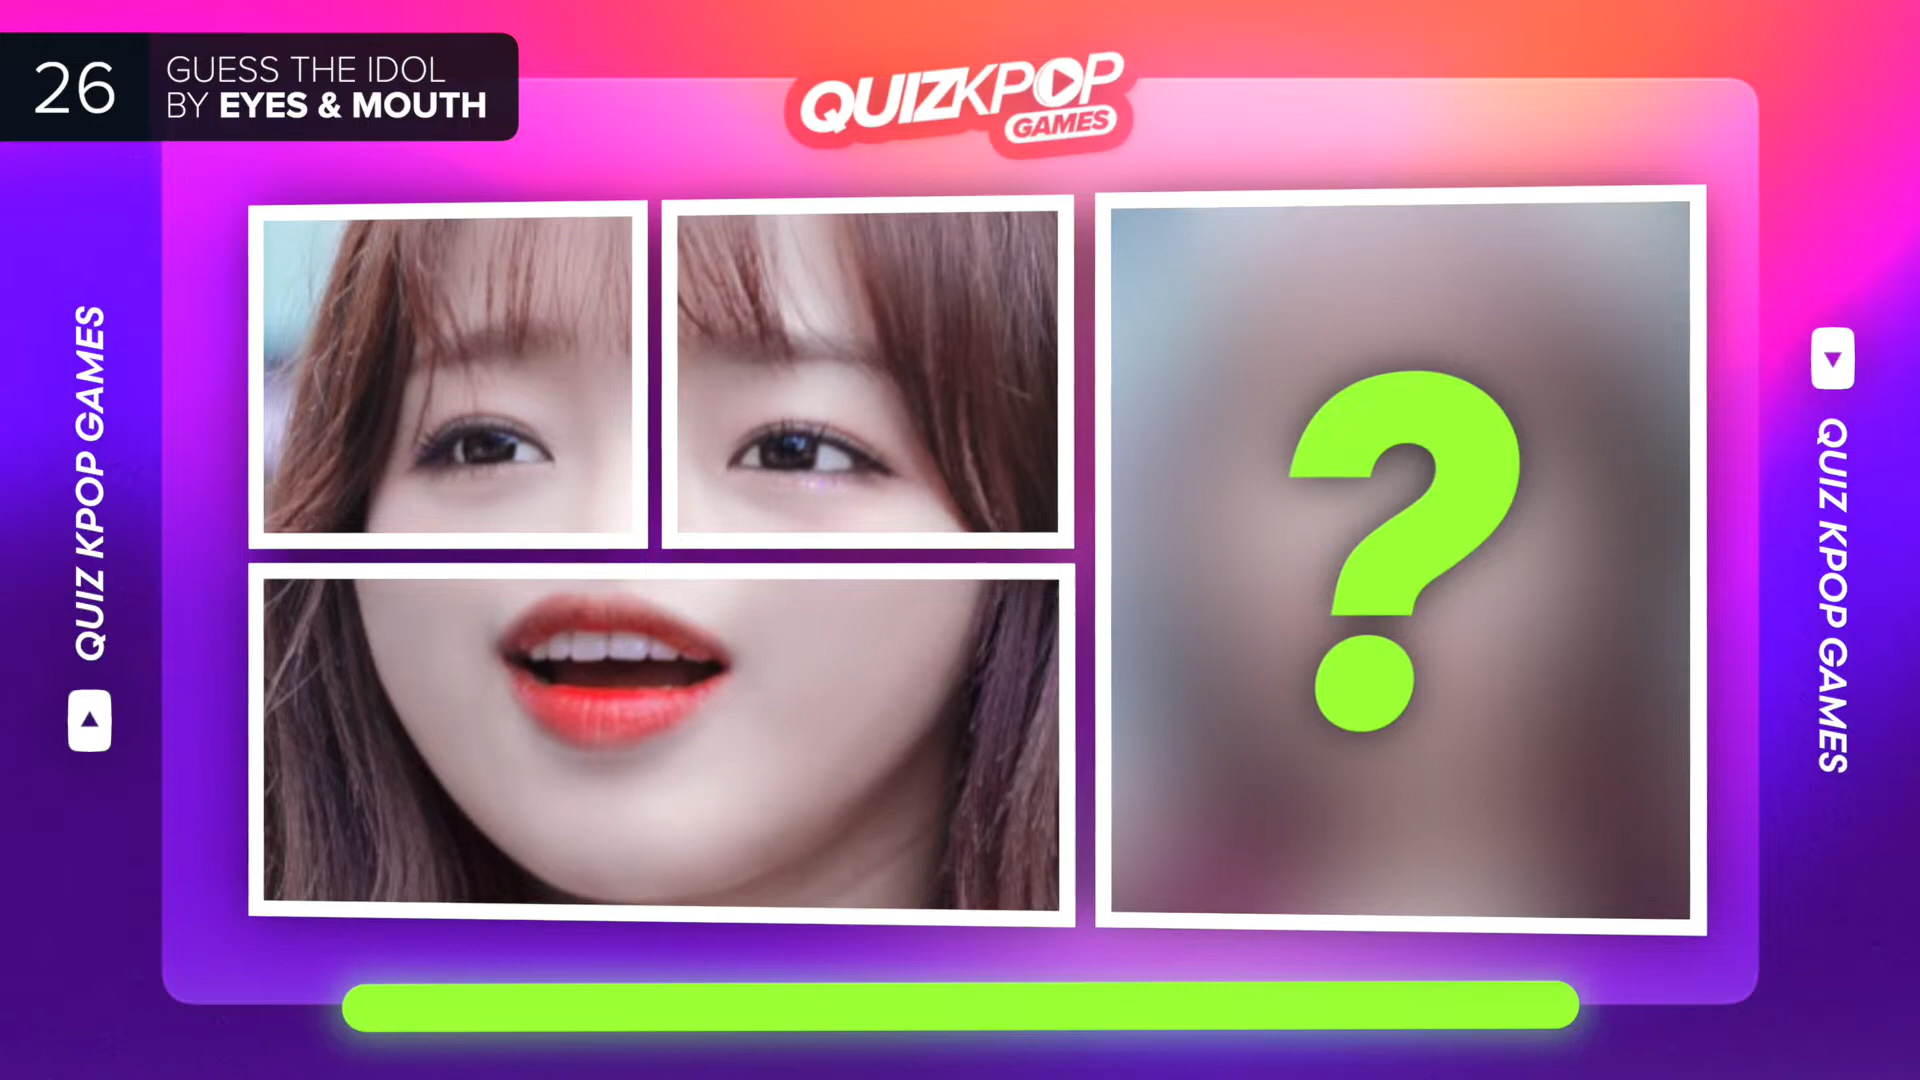 26
GUESS THE IDOL
BY EYES & MOUTH
QUIZKPOP
GAMES
QUIZ KPOP GAMES
?
QUIZ KPOP GAMES